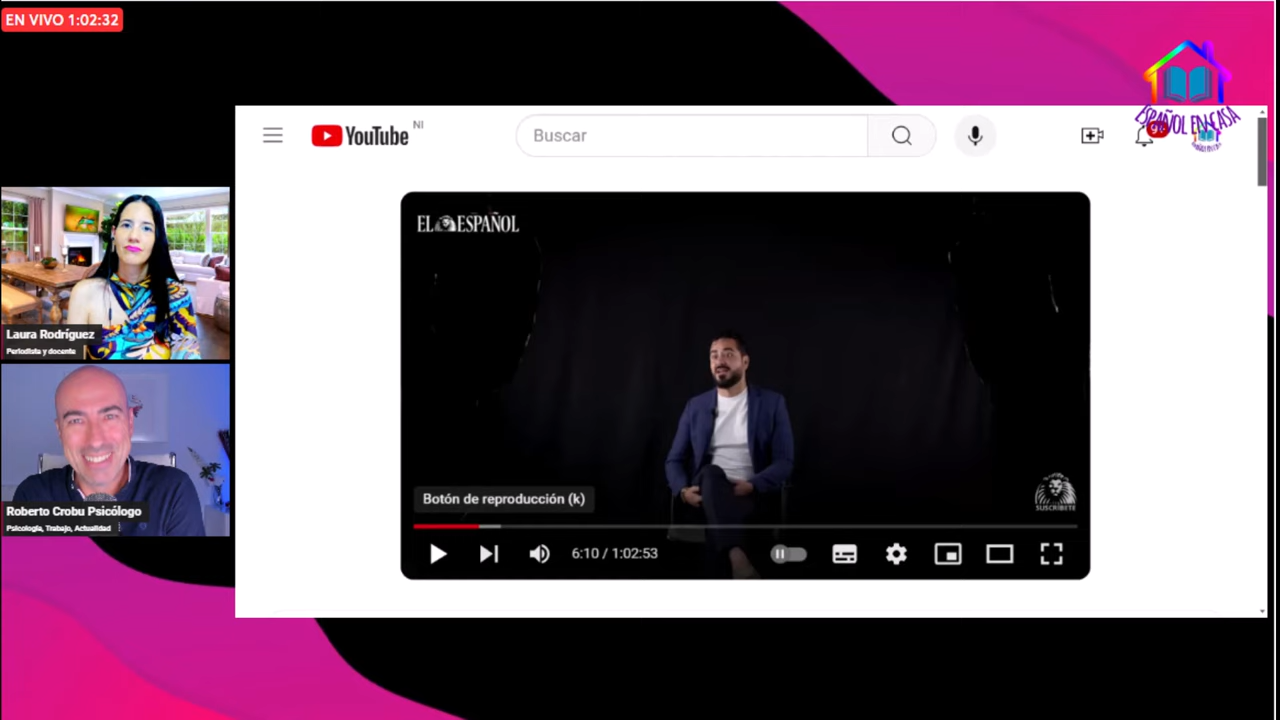 EN VIVO 1:02:32
ESPAÑOL EN CASA
YouTube NI
Buscar
EL ESPAÑOL
Laura Rodríguez
Periodista y docente
Roberto Crobu Psicólogo
Psicología, Trabajo, Actualidad
Botón de reproducción (k)
SUSCRÍBETE
6:10 / 1:02:53